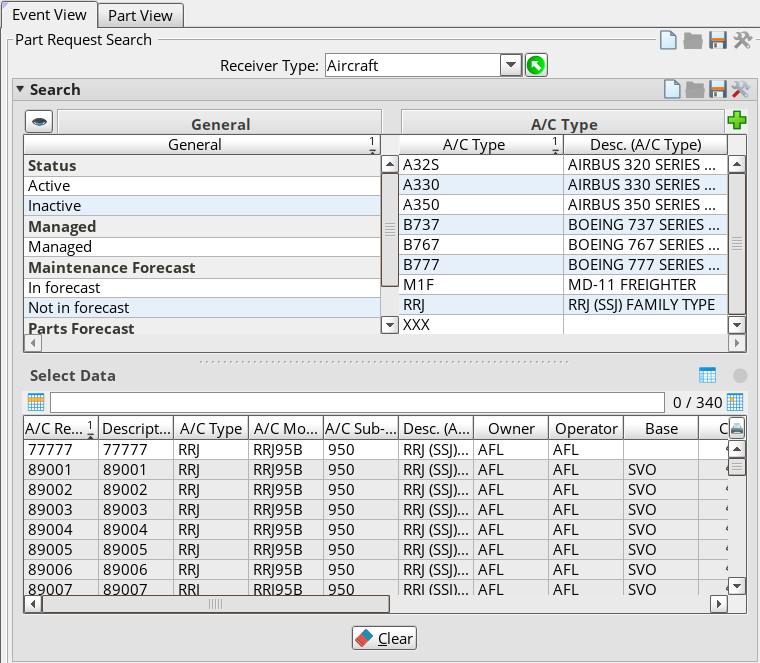 Event View Part View
Part Request Search
Receiver Type: Aircraft
Search
General A/C Type
General 1 A/C Type 1 Desc. (A/C Type)
Status A32S AIRBUS 320 SERIES ...
Active A330 AIRBUS 330 SERIES ...
Inactive A350 AIRBUS 350 SERIES ...
Managed B737 BOEING 737 SERIES ...
Managed B767 BOEING 767 SERIES ...
Maintenance Forecast B777 BOEING 777 SERIES ...
In forecast M1F MD-11 FREIGHTER
Not in forecast RRJ RRJ (SSJ) FAMILY TYPE
Parts Forecast XXX
Select Data
0 / 340
A/C Re... 1 Descript... A/C Type A/C Mo... A/C Sub-... Desc. (A... Owner Operator Base C
77777 77777 RRJ RRJ95B 950 RRJ (SSJ)... AFL AFL
89001 89001 RRJ RRJ95B 950 RRJ (SSJ)... AFL AFL SVO
89002 89002 RRJ RRJ95B 950 RRJ (SSJ)... AFL AFL SVO
89003 89003 RRJ RRJ95B 950 RRJ (SSJ)... AFL AFL SVO
89004 89004 RRJ RRJ95B 950 RRJ (SSJ)... AFL AFL SVO
89005 89005 RRJ RRJ95B 950 RRJ (SSJ)... AFL AFL SVO
89006 89006 RRJ RRJ95B 950 RRJ (SSJ)... AFL AFL SVO
89007 89007 RRJ RRJ95B 950 RRJ (SSJ)... AFL AFL SVO
Clear